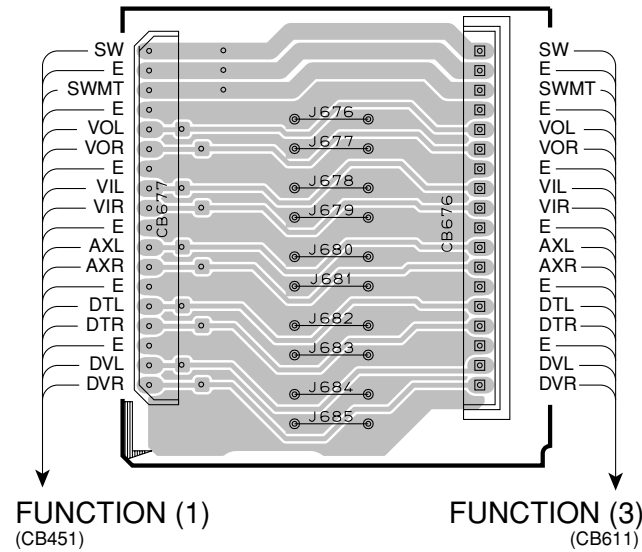 SW SW
E E
SWMT SWMT
E E
J676
VOL VOL
VOR J677 VOR
E E
VIL J678 VIL
VIR J679 VIR
CB677 CB676
E E
AXL J680 AXL
AXR J681 AXR
E E
DTL DTL
DTR J682 DTR
E J683 E
DVL DVL
DVR J684 DVR
J685
FUNCTION (1) FUNCTION (3)
(CB451) (CB611)